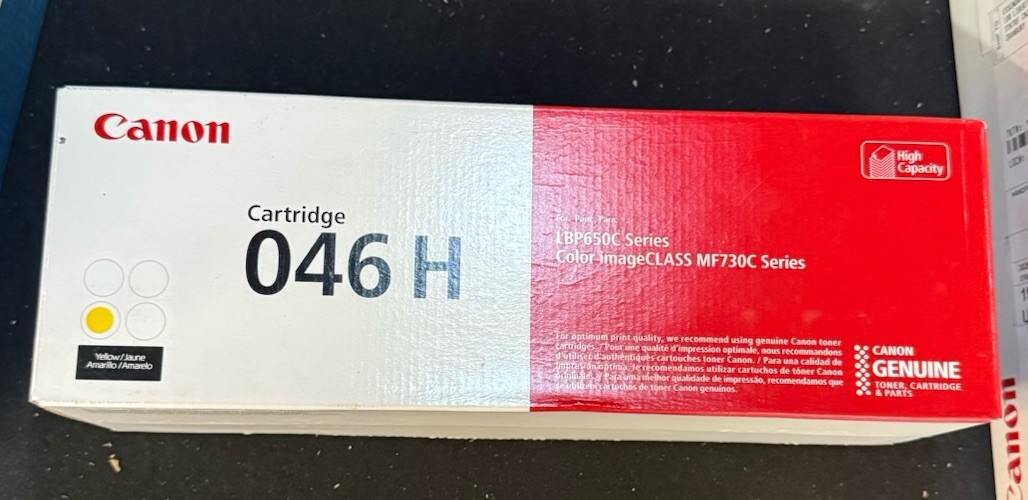 Canon
Cartridge
046 H
Yellow/Jaune
Amarillo/Amarelo
High
Capacity
For, Pour, Para:
LBP650C Series
Color imageCLASS MF730C Series
For optimum print quality, we recommend using genuine Canon toner
cartridges. / Pour une qualité d'impression optimale, nous recommandons
d'utiliser d'authentiques cartouches toner Canon. / Para una calidad de
impresión óptima, le recomendamos utilizar cartuchos de tóner Canon
/ Para uma melhor qualidade de impressão, recomendamos que
se utilizem cartuchos de toner Canon genuínos.
CANON
GENUINE
TONER, CARTRIDGE
& PARTS
anon